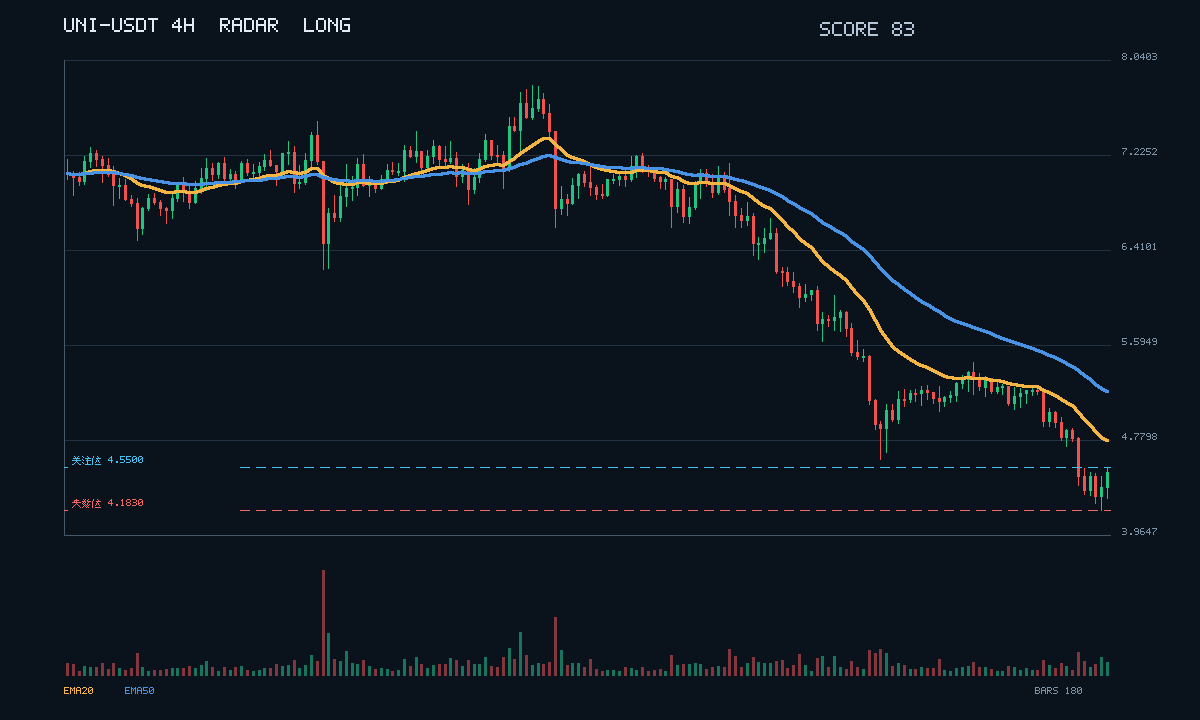 UNI-USDT 4H RADAR LONG
SCORE 83
8.0403
7.2252
6.4101
5.5949
4.7798
关注位 4.5500
失效位 4.1830
3.9647
EMA20 EMA50
BARS 180